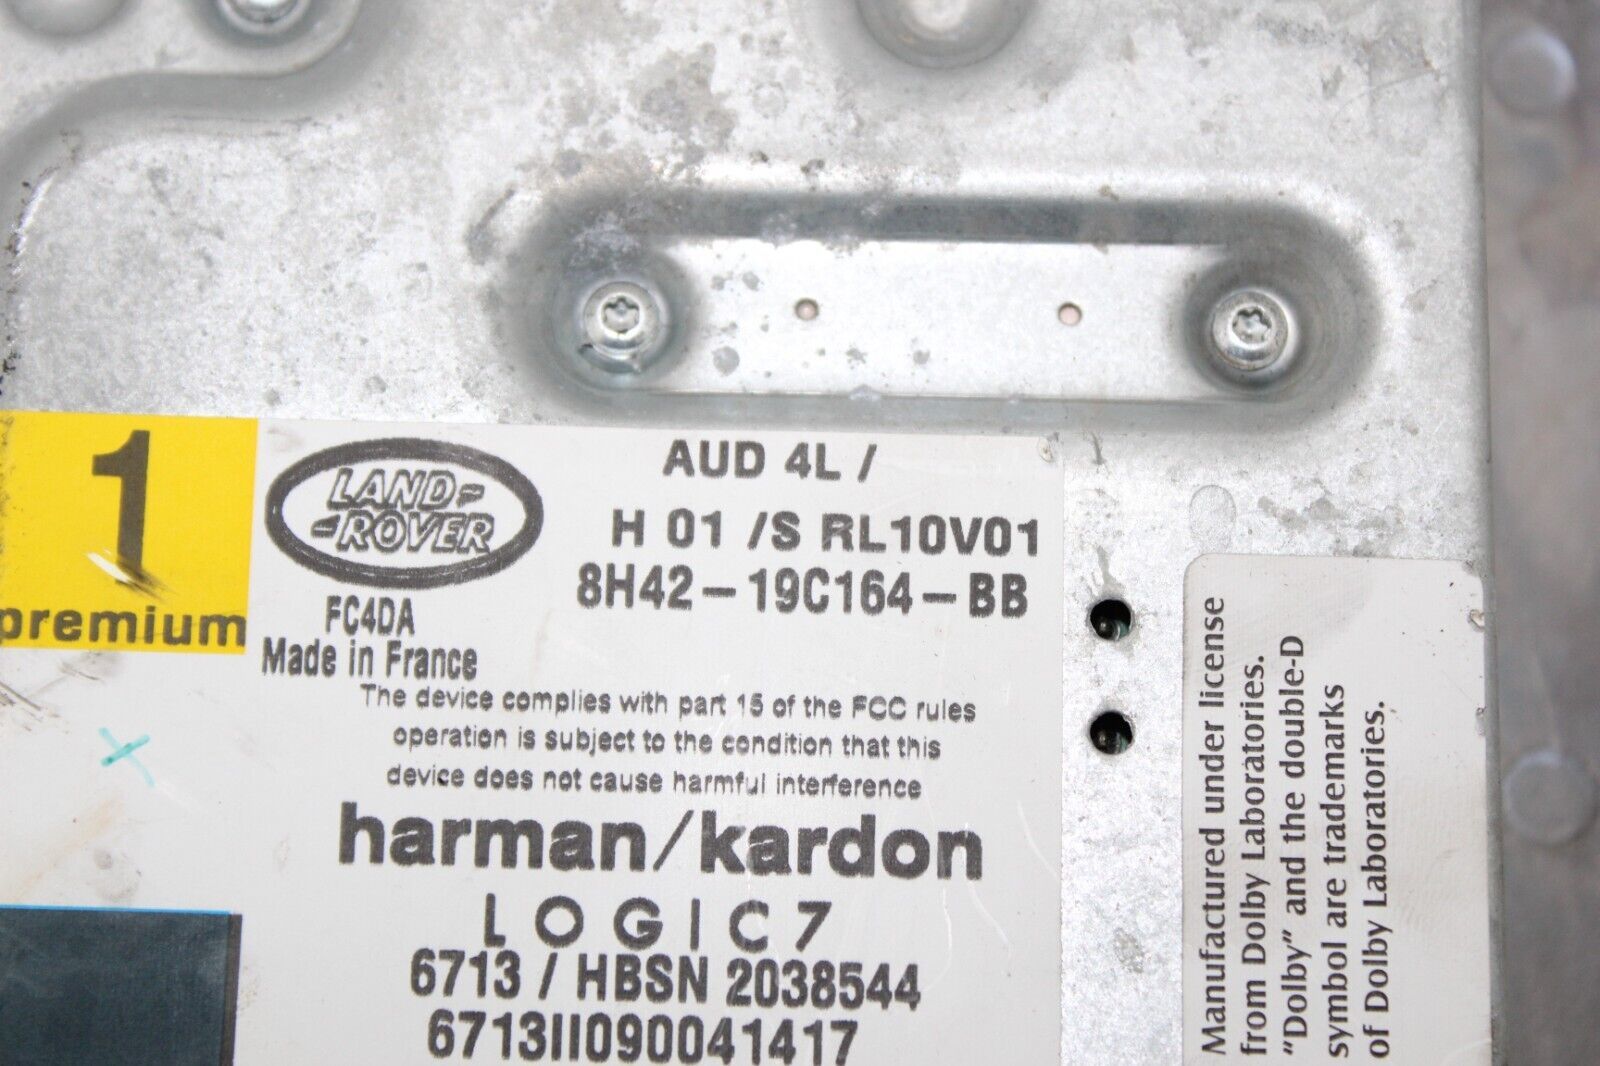 1
premium
LAND-
-ROVER
FC4DA
Made in France
AUD 4L /
H 01 /S RL10V01
8H42-19C164-BB
The device complies with part 15 of the FCC rules
operation is subject to the condition that this
device does not cause harmful interference
harman/kardon
LOGIC7
6713 / HBSN 2038544
6713II090041417
Manufactured under license
from Dolby Laboratories.
“Dolby” and the double-D
symbol are trademarks
of Dolby Laboratories.